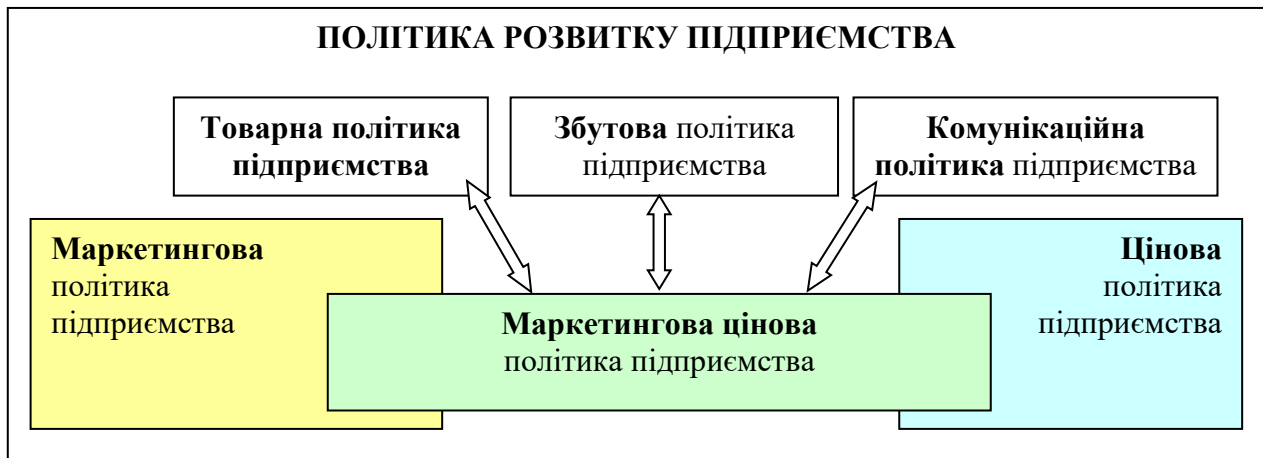 ПОЛІТИКА РОЗВИТКУ ПІДПРИЄМСТВА
Товарна політика
підприємства
Збутова політика
підприємства
Комунікаційна
політика підприємства
Маркетингова
політика
підприємства
Цінова
політика
підприємства
Маркетингова цінова
політика підприємства